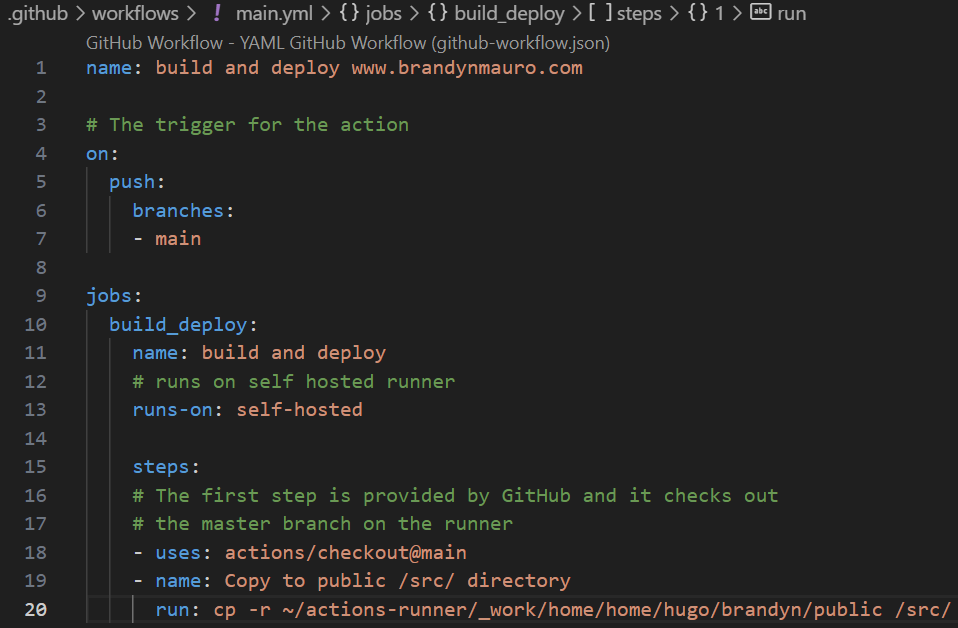 .github > workflows > ! main.yml > {} jobs > {} build_deploy > [ ] steps > {} 1 > abc run
GitHub Workflow - YAML GitHub Workflow (github-workflow.json)
1 name: build and deploy www.brandynmauro.com
2
3 # The trigger for the action
4 on:
5 push:
6 branches:
7 - main
8
9 jobs:
10 build_deploy:
11 name: build and deploy
12 # runs on self hosted runner
13 runs-on: self-hosted
14
15 steps:
16 # The first step is provided by GitHub and it checks out
17 # the master branch on the runner
18 - uses: actions/checkout@main
19 - name: Copy to public /src/ directory
20 run: cp -r ~/actions-runner/_work/home/home/hugo/brandyn/public /src/